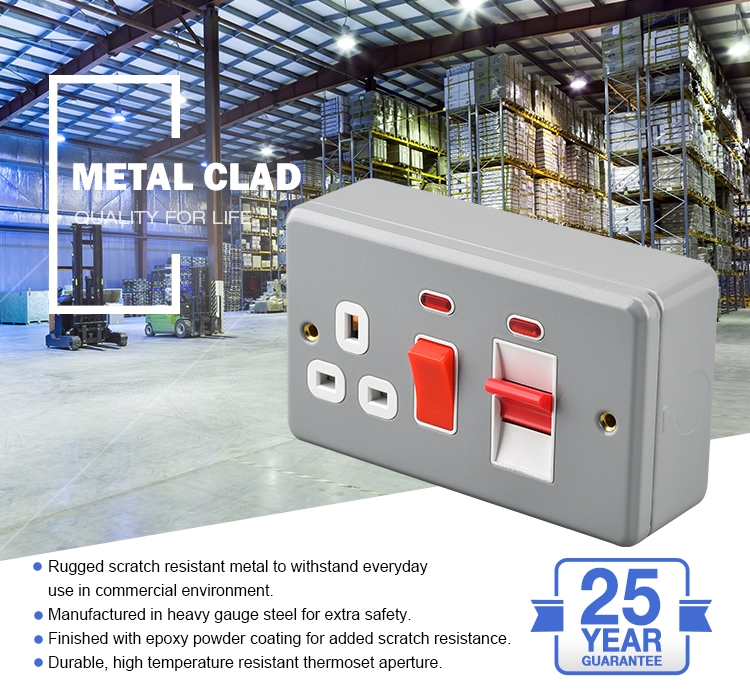 METAL CLAD
QUALITY FOR LIFE
Rugged scratch resistant metal to withstand everyday
use in commercial environment.
Manufactured in heavy gauge steel for extra safety.
Finished with epoxy powder coating for added scratch resistance.
Durable, high temperature resistant thermoset aperture.
25
YEAR
GUARANTEE